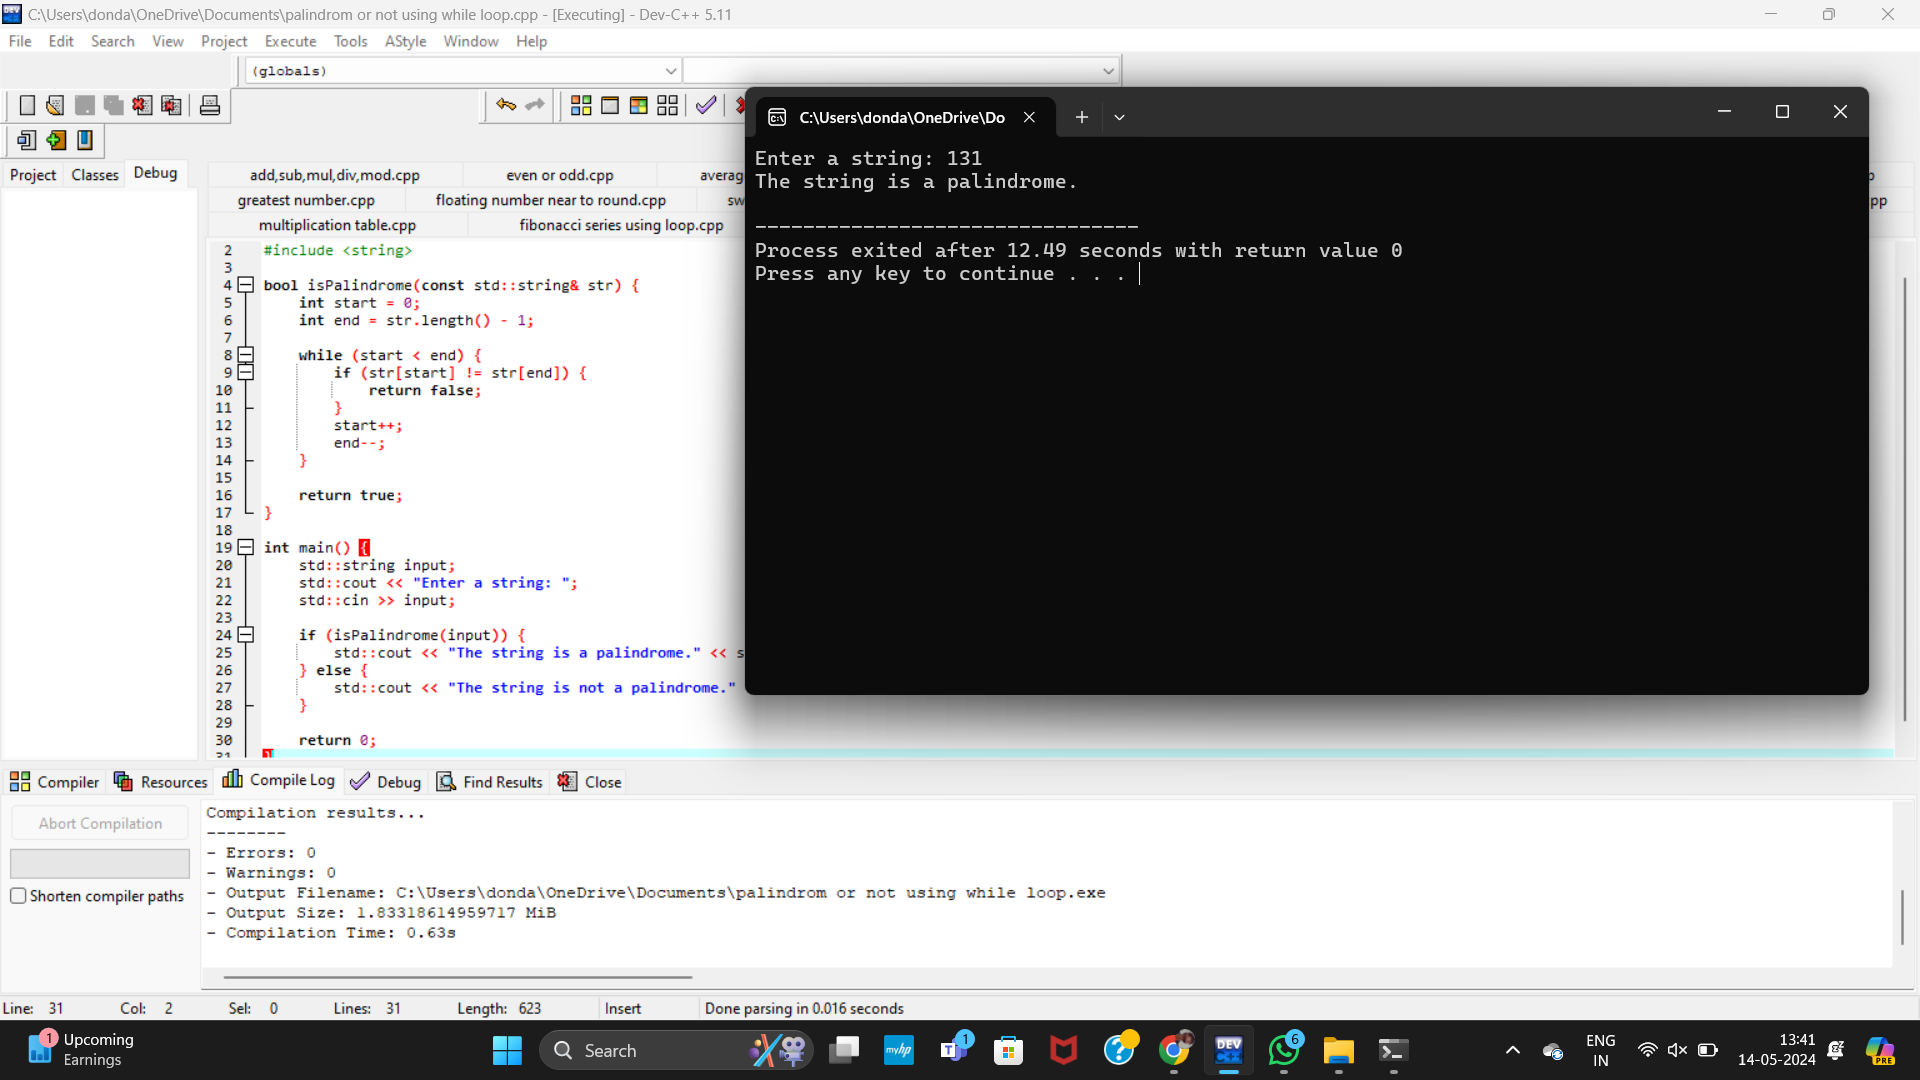 C:\Users\donda\OneDrive\Documents\palindrom or not using while loop.cpp - [Executing] - Dev-C++ 5.11
File Edit Search View Project Execute Tools AStyle Window Help
(globals)
Project Classes Debug
add,sub,mul,div,mod.cpp even or odd.cpp
greatest number.cpp floating number near to round.cpp
multiplication table.cpp fibonacci series using loop.cpp
2 #include <string>
3
4 bool isPalindrome(const std::string& str) {
5 int start = 0;
6 int end = str.length() - 1;
7
8 while (start < end) {
9 if (str[start] != str[end]) {
10 return false;
11 }
12 start++;
13 end--;
14 }
15
16 return true;
17 }
18
19 int main() {
20 std::string input;
21 std::cout << "Enter a string: ";
22 std::cin >> input;
23
24 if (isPalindrome(input)) {
25 std::cout << "The string is a palindrome." << s
26 } else {
27 std::cout << "The string is not a palindrome."
28 }
29
30 return 0;
31 }
C:\Users\donda\OneDrive\Do
Enter a string: 131
The string is a palindrome.
--------------------------------
Process exited after 12.49 seconds with return value 0
Press any key to continue . . .
Compiler Resources Compile Log Debug Find Results Close
Abort Compilation
Shorten compiler paths
Compilation results...
--------
- Errors: 0
- Warnings: 0
- Output Filename: C:\Users\donda\OneDrive\Documents\palindrom or not using while loop.exe
- Output Size: 1.83318614959717 MiB
- Compilation Time: 0.63s
Line: 31 Col: 2 Sel: 0 Lines: 31 Length: 623 Insert Done parsing in 0.016 seconds
1
Upcoming
Earnings
Search
myhp
1
DEV
C++
6
ENG
IN
13:41
14-05-2024
PRE